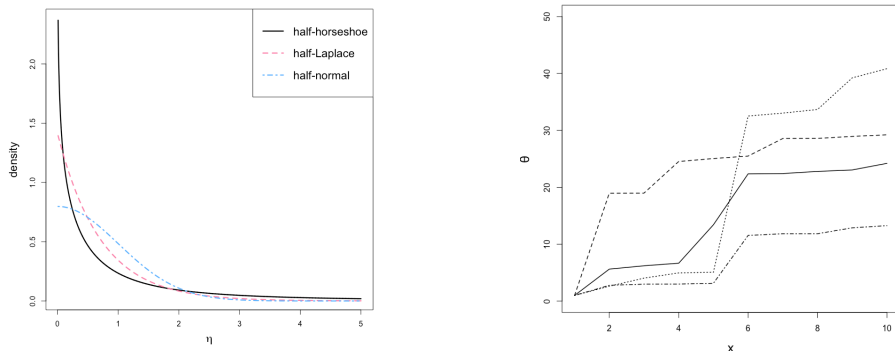 half-horseshoe
half-Laplace
half-normal
density
2.0
1.5
1.0
0.5
0.0
0 1 2 3 4 5
η
θ
50
40
30
20
10
0
2 4 6 8 10
x